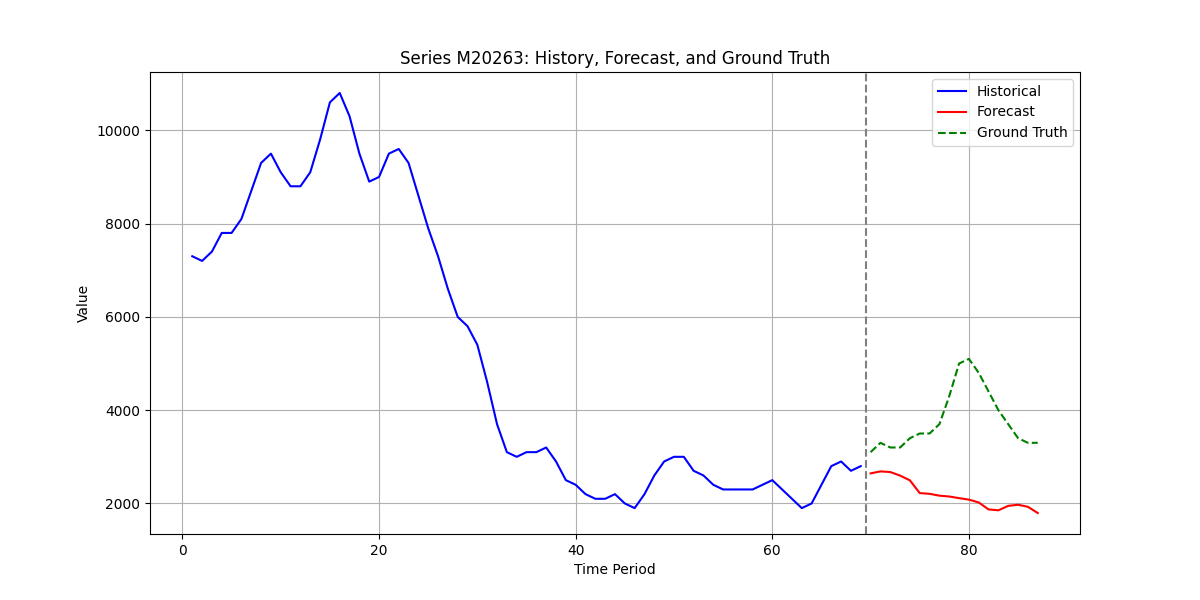 Series M20263: History, Forecast, and Ground Truth
Historical
Forecast
Ground Truth
10000
8000
6000
4000
2000
Value
0
20
40
60
80
Time Period